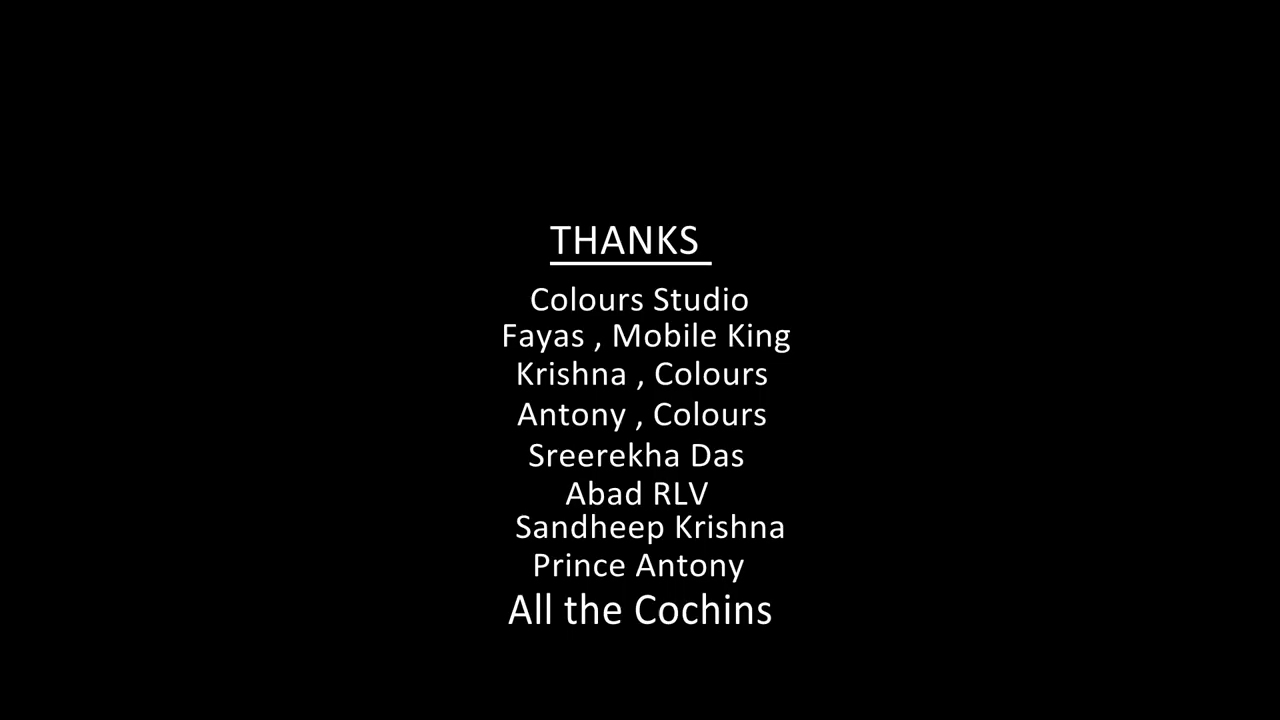 THANKS
Colours Studio
Fayas , Mobile King
Krishna , Colours
Antony , Colours
Sreerekha Das
Abad RLV
Sandheep Krishna
Prince Antony
All the Cochins